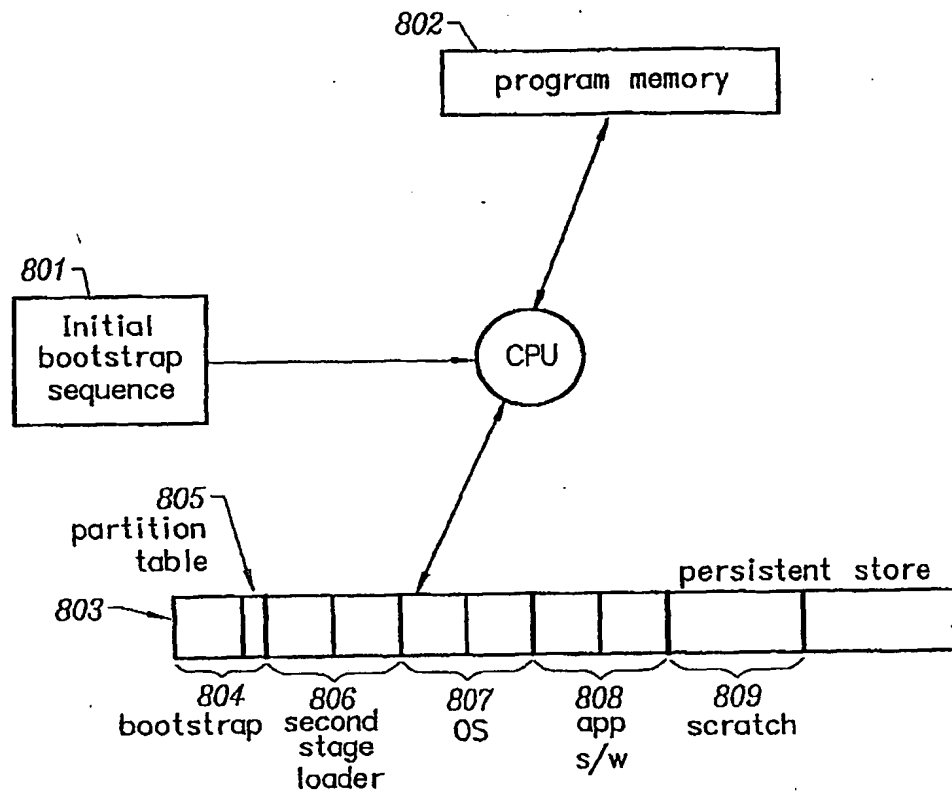 802
program memory
801
Initial
bootstrap
sequence
CPU
805
partition
table
persistent store
803
804
bootstrap
806
second
stage
loader
807
OS
808
app
s/w
809
scratch